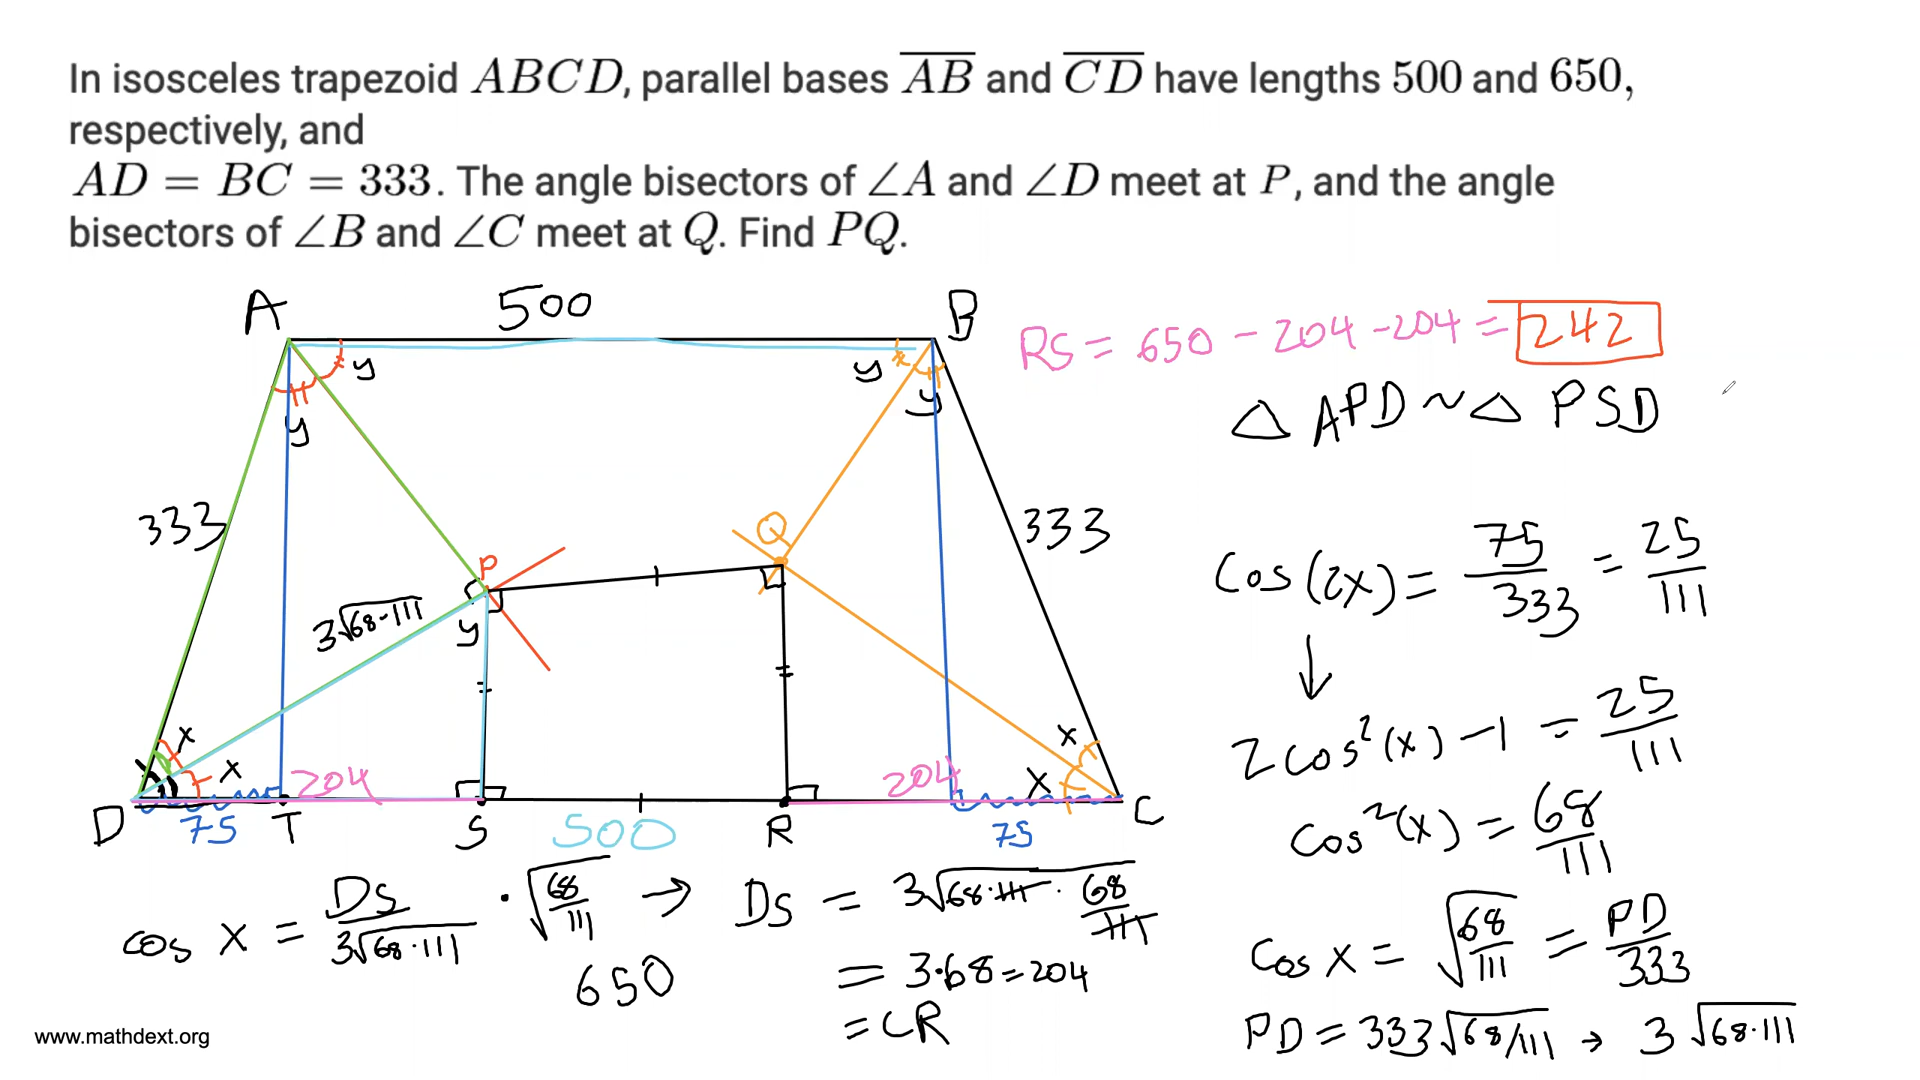 In isosceles trapezoid ABCD, parallel bases \overline{AB} and \overline{CD} have lengths 500 and 650,
respectively, and
AD = BC = 333. The angle bisectors of ∠A and ∠D meet at P, and the angle
bisectors of ∠B and ∠C meet at Q. Find PQ.
A 500 B
RS = 650 - 204 - 204 = 242
△ APD ~ △ PSD
y y
y y
333 333
P Q
3√68·111
y
cos(2x) = 75/333 = 25/111
↓
2cos²(x) - 1 = 25/111
x x
x x
204 204
D 75 T S 500 R 75 C
cos²(x) = 68/111
cos x = DS/3√68·111 · √68/111 → DS = 3√68·111 · 68/111
cos x = √68/111 = PD/333
650
= 3·68 = 204
= CR
PD = 333√68/111 → 3√68·111
www.mathdext.org